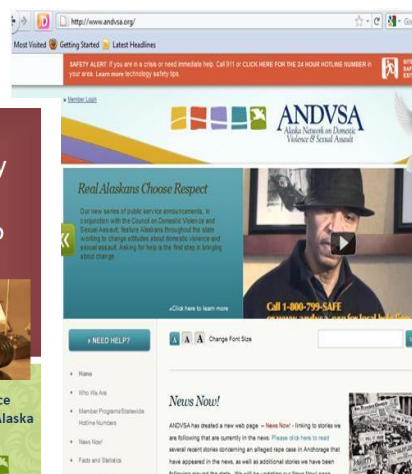 http://www.andvsa.org/
Most Visited Getting Started Latest Headlines
SAFETY ALERT: If you are in a crisis or need immediate help. Call 911 or CLICK HERE FOR THE 24 HOUR HOTLINE NUMBER in
your area. Learn more technology safety tips.
Member Login
ANDVSA
Alaska Network on Domestic
Violence & Sexual Assault
Real Alaskans Choose Respect
Our new series of public service
announcements, in
conjunction with the Council on
Domestic Violence and
Sexual Assault, feature Alaskans
throughout the state
working to change attitudes about
domestic violence and
sexual assault. Asking for help is the
first step in bringing
about change.
«Click here to learn more
Call 1-800-799-SAFE
» NEED HELP?
A A A Change Font Size
Home
Who We Are
Member Programs/Statewide
Hotline Numbers
News Now!
Facts and Statistics
News Now!
ANDVSA has created a new web page – News Now! - linking to stories we
are following that are currently in the news. Please click here to read
several recent stories concerning an alleged rape case in Anchorage that
have appeared in the news, as well as additional stories we have been
Alaska